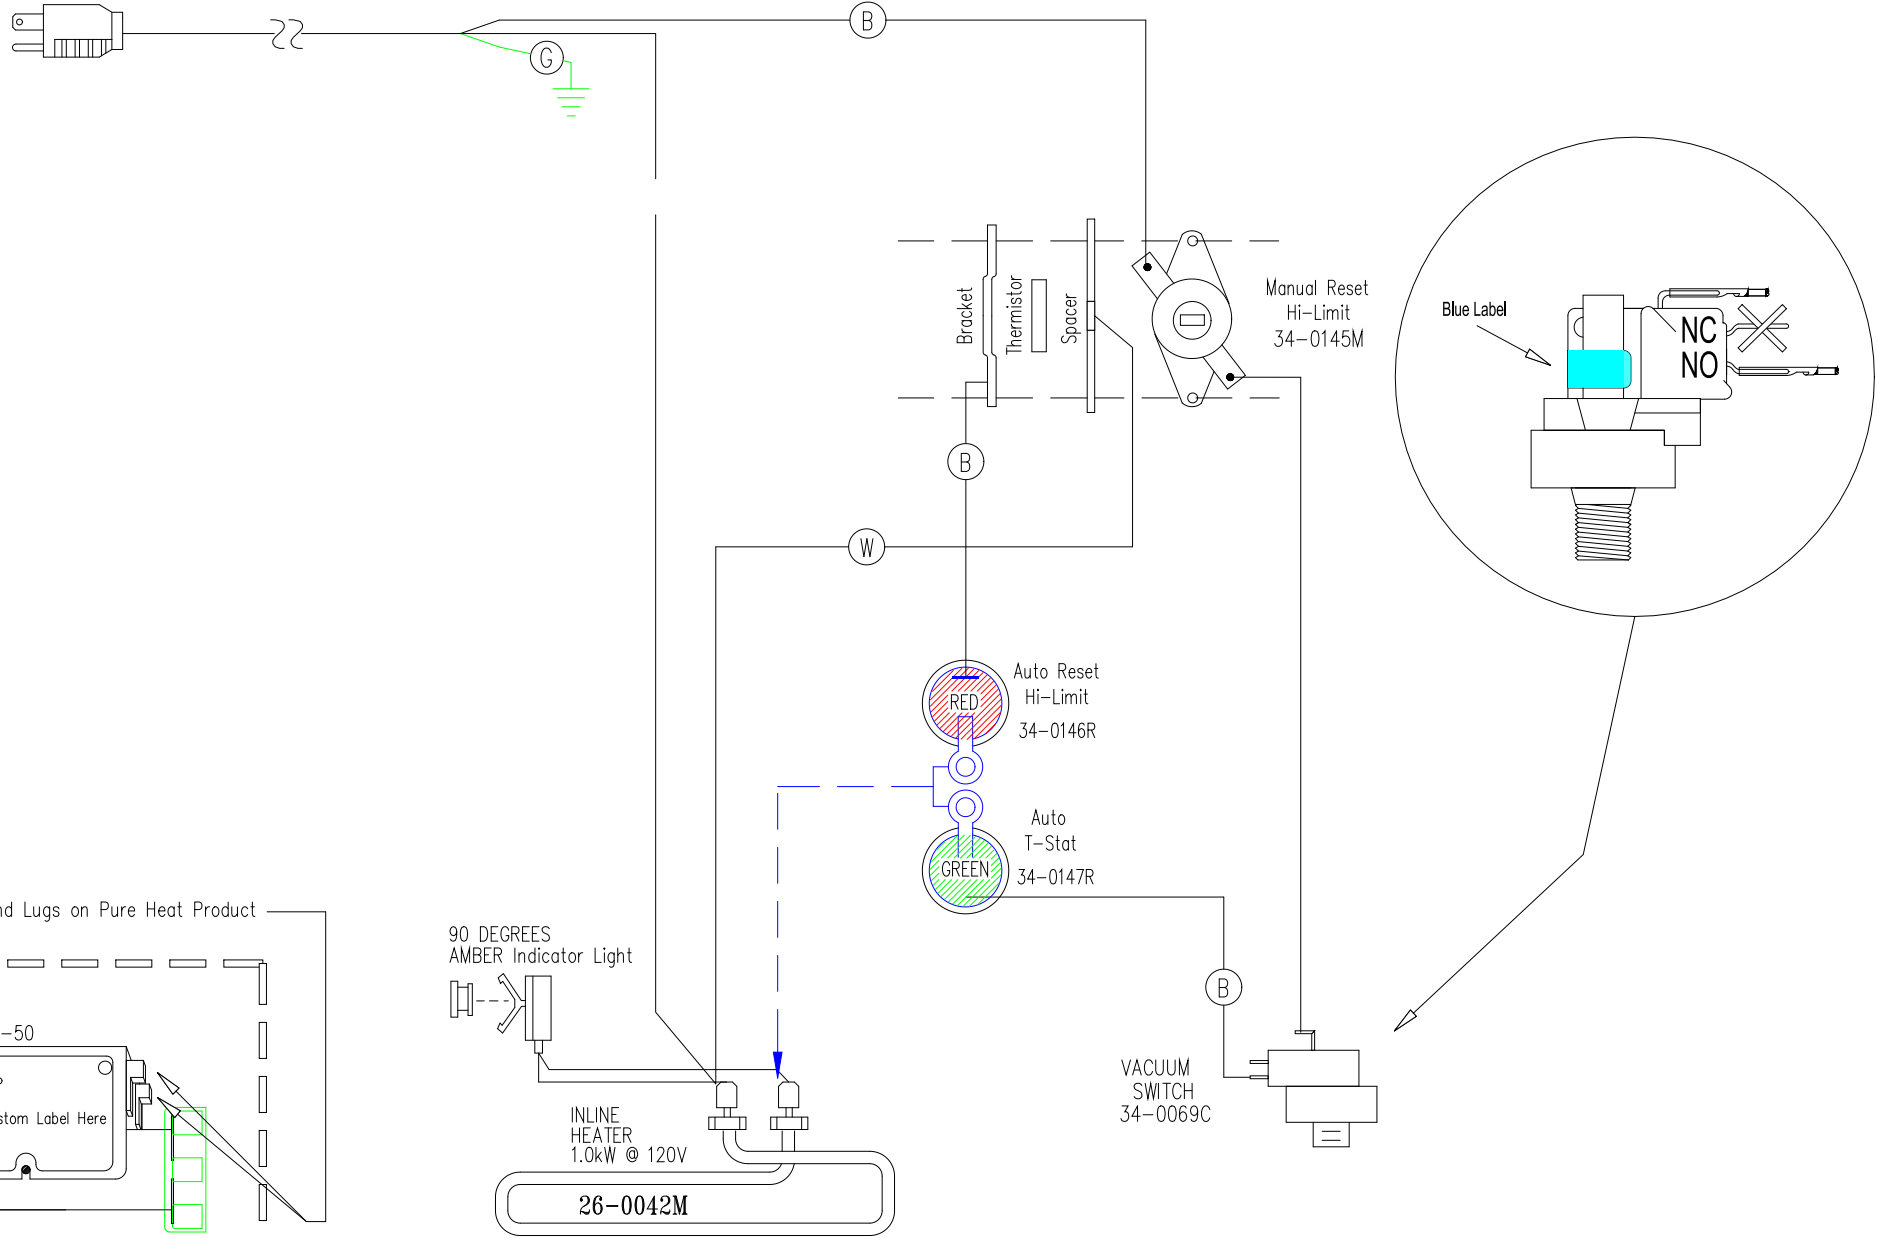 B
G
Manual Reset
Hi-Limit
34-0145M
Bracket
Thermistor
Spacer
Blue Label
NC
NO
B
W
RED
Auto Reset
Hi-Limit
34-0146R
GREEN
Auto
T-Stat
34-0147R
Lugs on Pure Heat Product
90 DEGREES
AMBER Indicator Light
B
-50
Label Here
VACUUM
SWITCH
34-0069C
INLINE
HEATER
1.0kW @ 120V
26-0042M